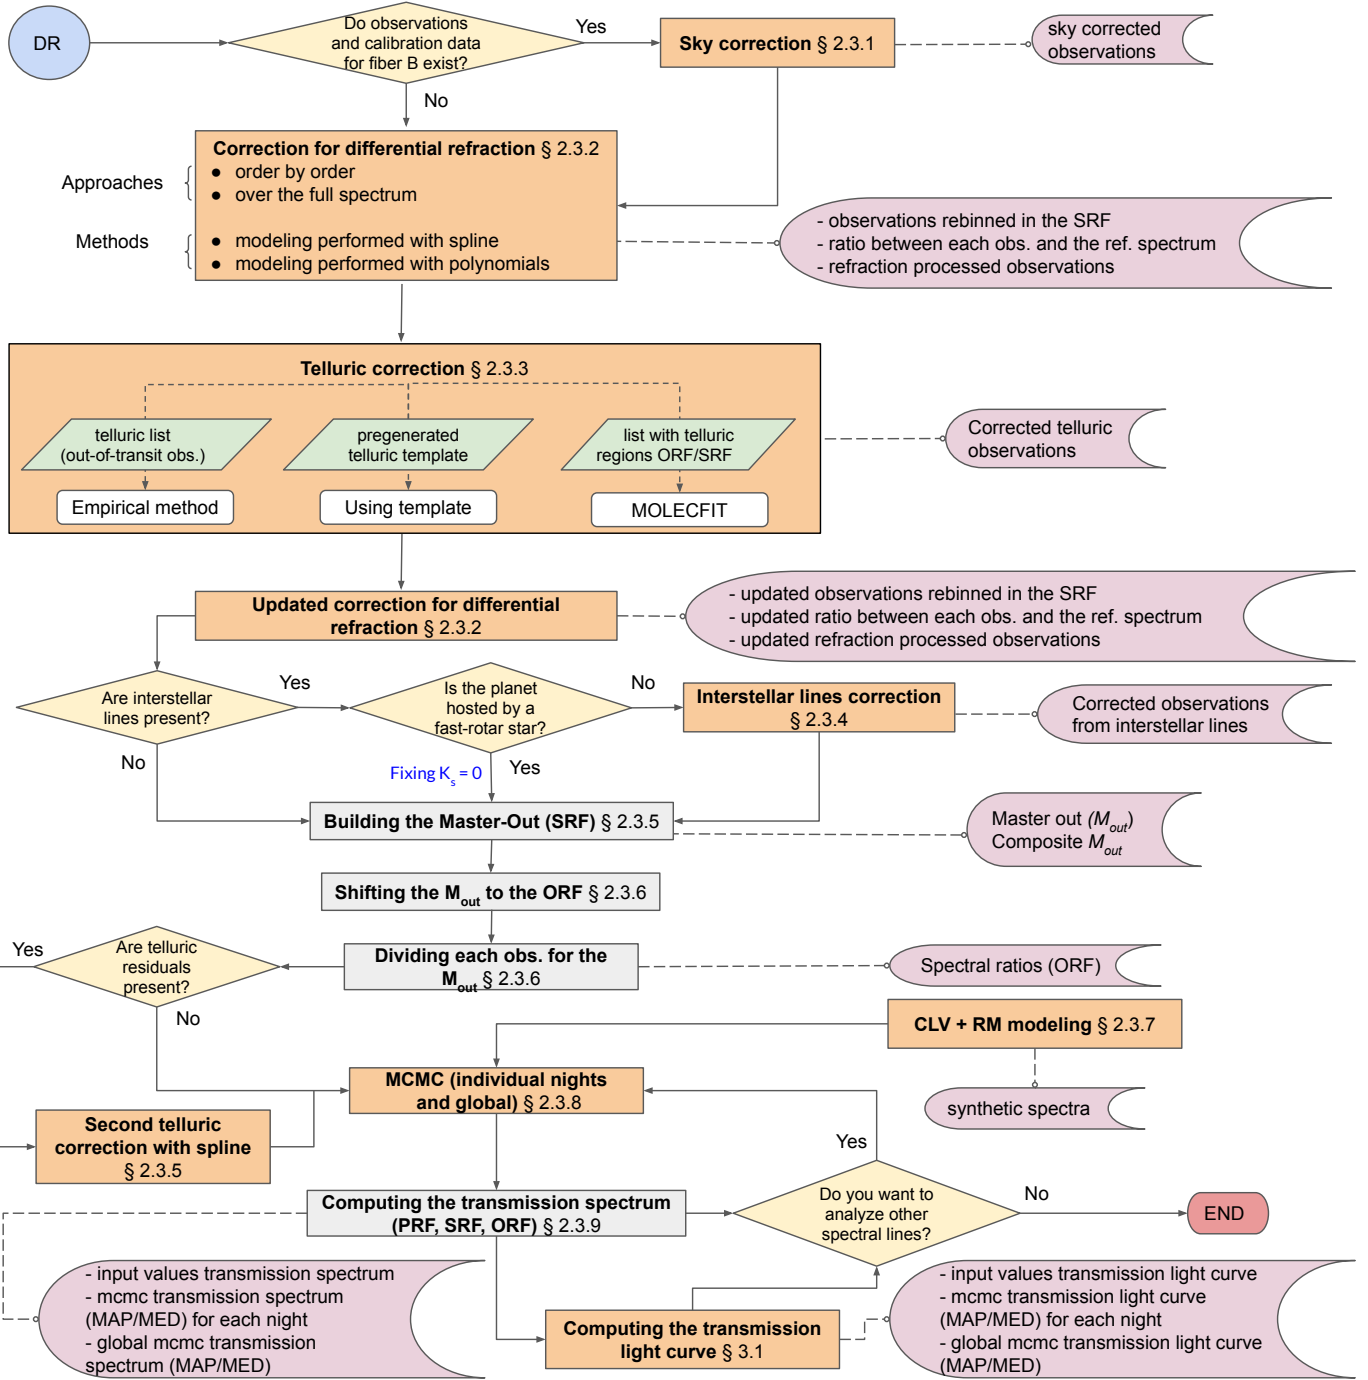 DR
Do observations
and calibration data
for fiber B exist?
Yes
Sky correction § 2.3.1
sky corrected
observations
No
Correction for differential refraction § 2.3.2
Approaches
● order by order
● over the full spectrum
Methods
● modeling performed with spline
● modeling performed with polynomials
- observations rebinned in the SRF
- ratio between each obs. and the ref. spectrum
- refraction processed observations
Telluric correction § 2.3.3
telluric list
(out-of-transit obs.)
pregenerated
telluric template
list with telluric
regions ORF/SRF
Empirical method
Using template
MOLECFIT
Corrected telluric
observations
Updated correction for differential
refraction § 2.3.2
- updated observations rebinned in the SRF
- updated ratio between each obs. and the ref. spectrum
- updated refraction processed observations
Are interstellar
lines present?
Yes
Is the planet
hosted by a
fast-rotar star?
No
Interstellar lines correction
§ 2.3.4
Corrected observations
from interstellar lines
No
Fixing Ks = 0
Yes
Building the Master-Out (SRF) § 2.3.5
Master out (Mout)
Composite Mout
Shifting the Mout to the ORF § 2.3.6
Yes
Are telluric
residuals
present?
Dividing each obs. for the
Mout § 2.3.6
Spectral ratios (ORF)
No
CLV + RM modeling § 2.3.7
MCMC (individual nights
and global) § 2.3.8
synthetic spectra
Second telluric
correction with spline
§ 2.3.5
Yes
Computing the transmission spectrum
(PRF, SRF, ORF) § 2.3.9
Do you want to
analyze other
spectral lines?
No
END
- input values transmission spectrum
- mcmc transmission spectrum
(MAP/MED) for each night
- global mcmc transmission
spectrum (MAP/MED)
Computing the transmission
light curve § 3.1
- input values transmission light curve
- mcmc transmission light curve
(MAP/MED) for each night
- global mcmc transmission light curve
(MAP/MED)